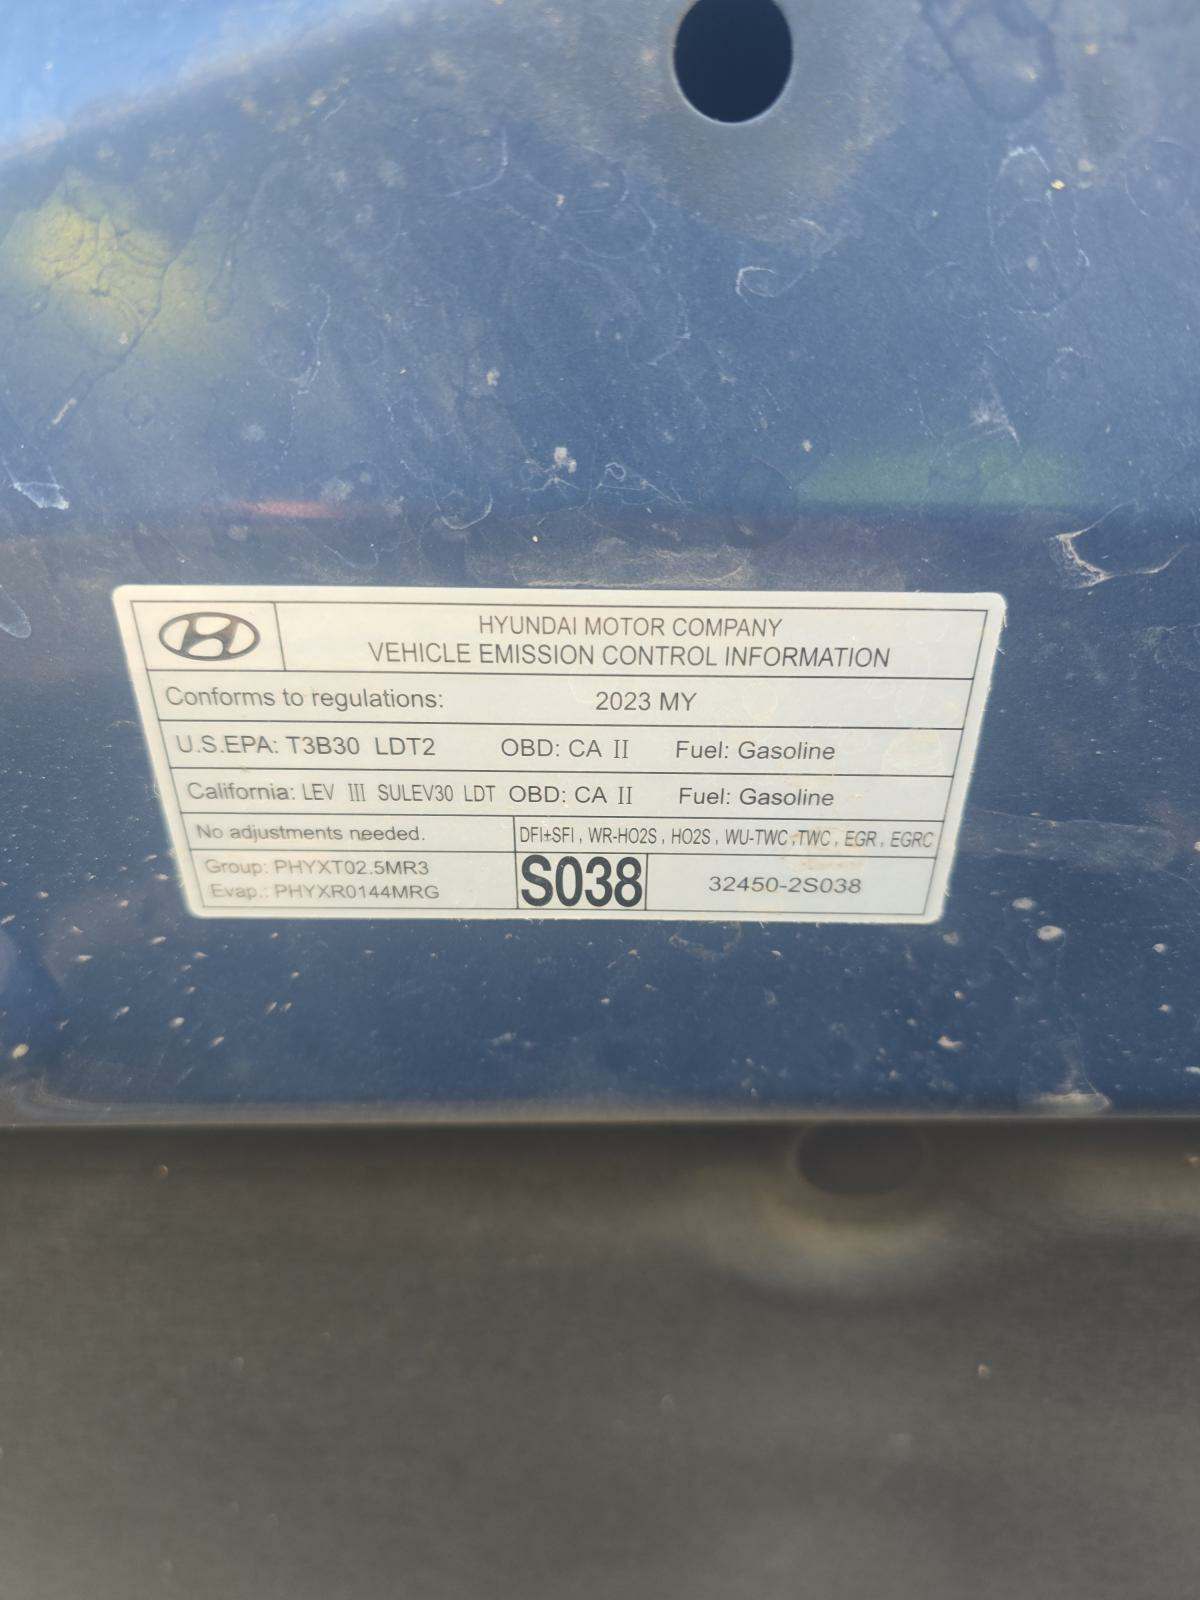 HYUNDAI MOTOR COMPANY
VEHICLE EMISSION CONTROL INFORMATION
Conforms to regulations: 2023 MY
U.S.EPA: T3B30 LDT2 OBD: CA II Fuel: Gasoline
California: LEV III SULEV30 LDT OBD: CA II Fuel: Gasoline
No adjustments needed. DFI+SFI, WR-HO2S, HO2S, WU-TWC, TWC, EGR, EGRC
Group: PHYXT02.5MR3
Evap.: PHYXR0144MRG
S038 32450-2S038